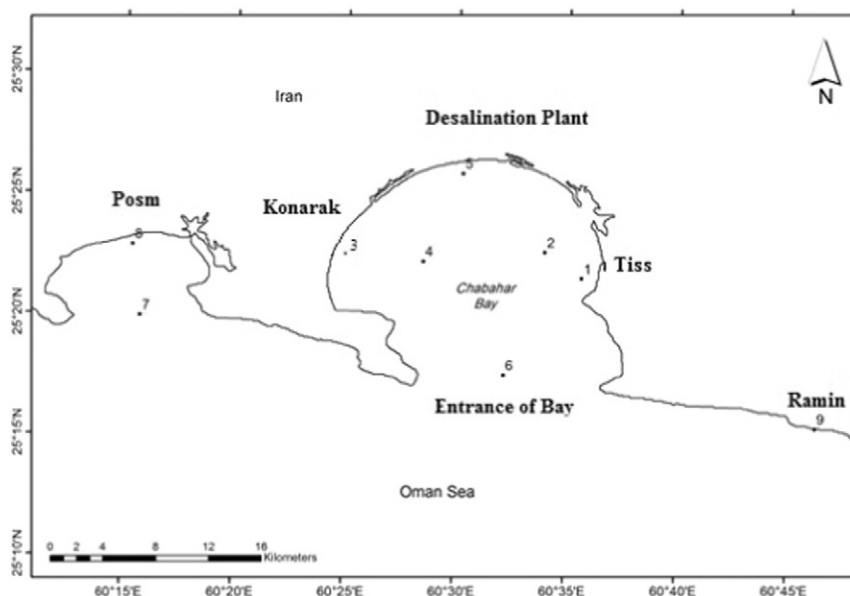 25°30'N
Iran
N
Desalination Plant
25°25'N
5
Posm
Konarak
8
3
4
2
1
Tiss
Chabahar
Bay
25°20'N
7
6
Entrance of Bay
Ramin
9
25°15'N
Oman Sea
0 2 4 8 12 16
Kilometers
25°10'N
60°15'E 60°20'E 60°25'E 60°30'E 60°35'E 60°40'E 60°45'E